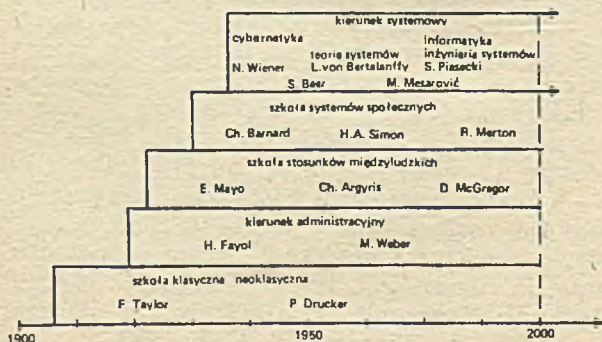 kierunek systemowy
cybernetyka informatyka
teoria systemów inżynieria systemów
N. Wiener L. von Bertalanffy S. Piasecki
S. Beer M. Mesarović
szkoła systemów społecznych
Ch. Barnard H.A. Simon R. Merton
szkoła stosunków międzyludzkich
E. Mayo Ch. Argyris D. McGregor
kierunek administracyjny
H. Fayol M. Weber
szkoła klasyczna neoklasyczna
F. Taylor P. Drucker
1900 1950 2000